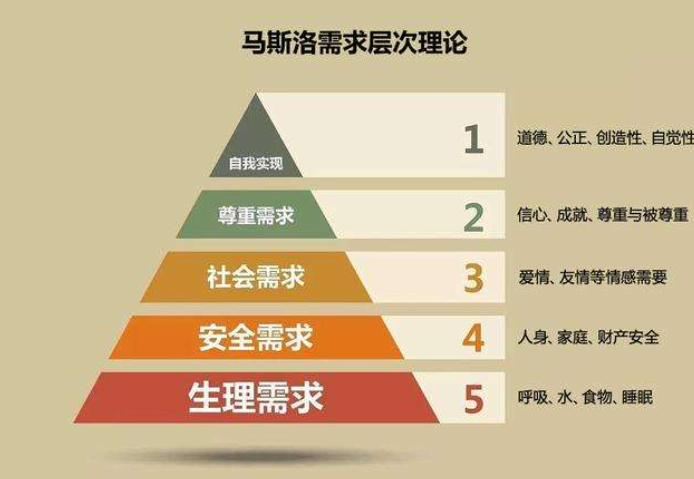 马斯洛需求层次理论
自我实现
1
道德、公正、创造性、自觉性
尊重需求
2
信心、成就、尊重与被尊重
社会需求
3
爱情、友情等情感需要
安全需求
4
人身、家庭、财产安全
生理需求
5
呼吸、水、食物、睡眠